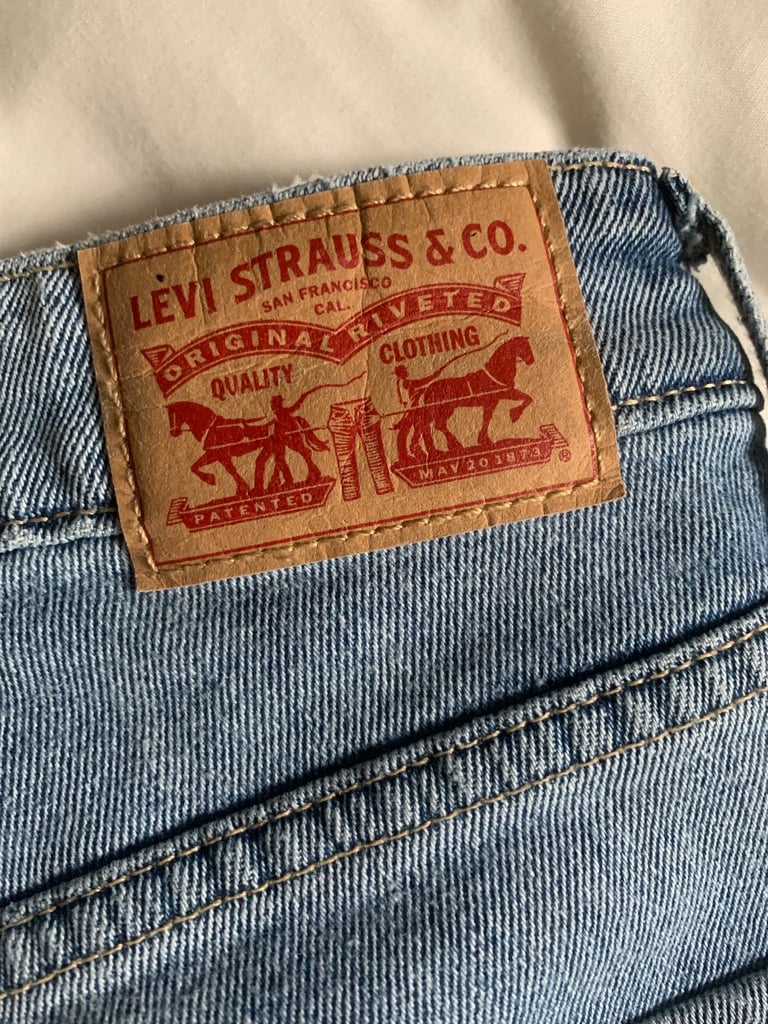 LEVI STRAUSS & CO.
SAN FRANCISCO
CAL.
ORIGINAL RIVETED
QUALITY CLOTHING
PATENTED MAY 20 1873 ®